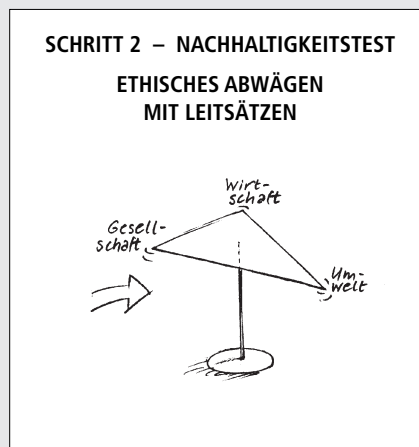 SCHRITT 2 – NACHHALTIGKEITSTEST
ETHISCHES ABWÄGEN
MIT LEITSÄTZEN
Wirt-
schaft
Gesell-
schaft
Um-
welt